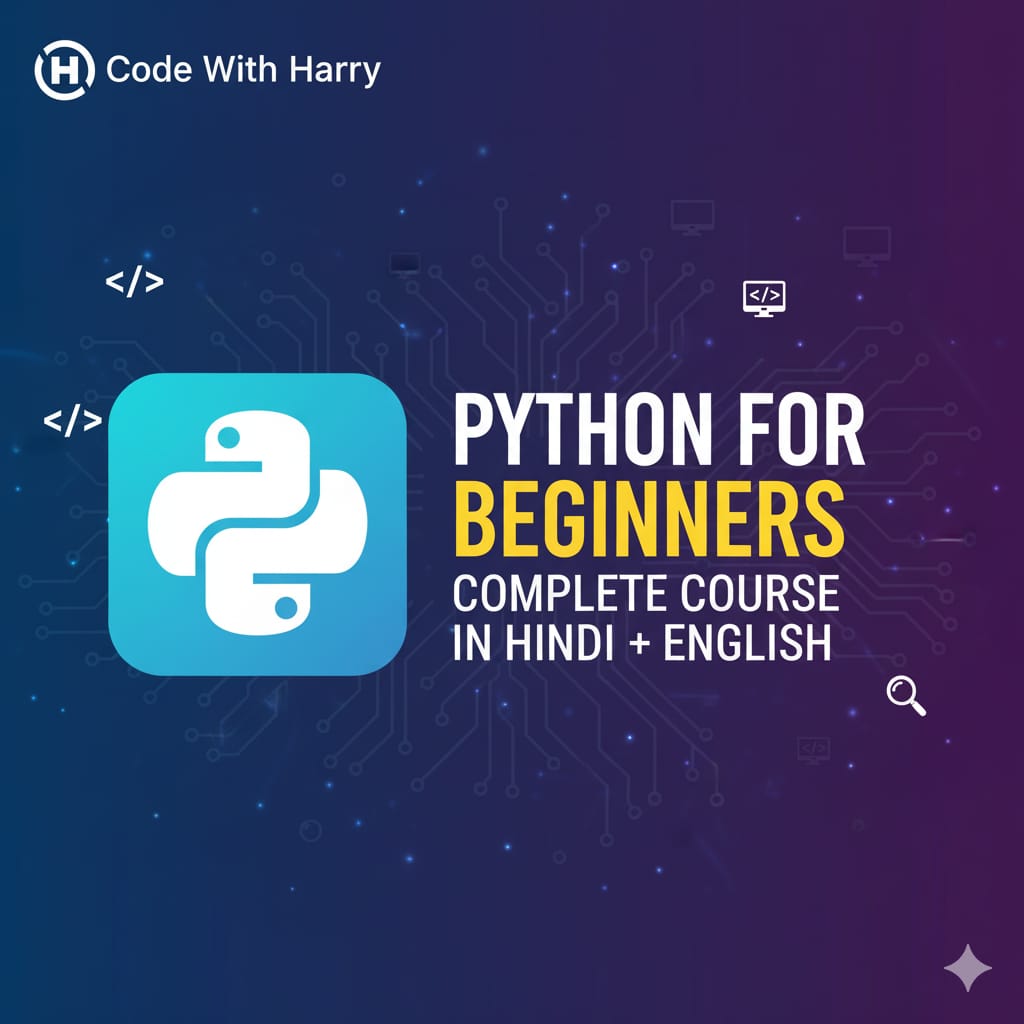 Code With Harry
</>
</>
</>
PYTHON FOR
BEGINNERS
COMPLETE COURSE
IN HINDI + ENGLISH
</>